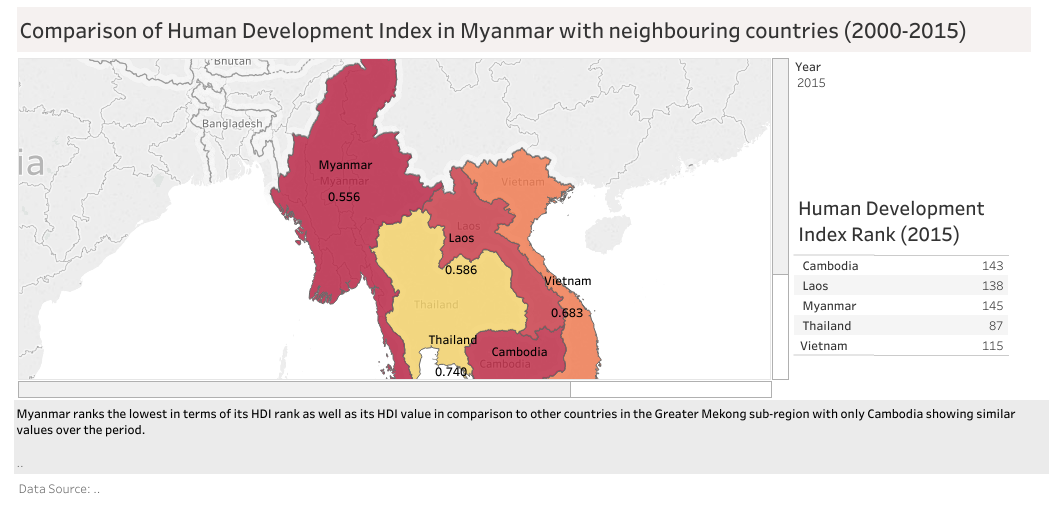 Comparison of Human Development Index in Myanmar with neighbouring countries (2000-2015)
Bhutan
Bangladesh
ia
Myanmar
Myanmar
0.556
Vietnam
Laos
Laos
0.586
Vietnam
0.683
Thailand
Thailand
0.740
Cambodia
Cambodia
Year
2015
Human Development
Index Rank (2015)
Cambodia 143
Laos 138
Myanmar 145
Thailand 87
Vietnam 115
Myanmar ranks the lowest in terms of its HDI rank as well as its HDI value in comparison to other countries in the Greater Mekong sub-region with only Cambodia showing similar
values over the period.
..
Data Source: ..